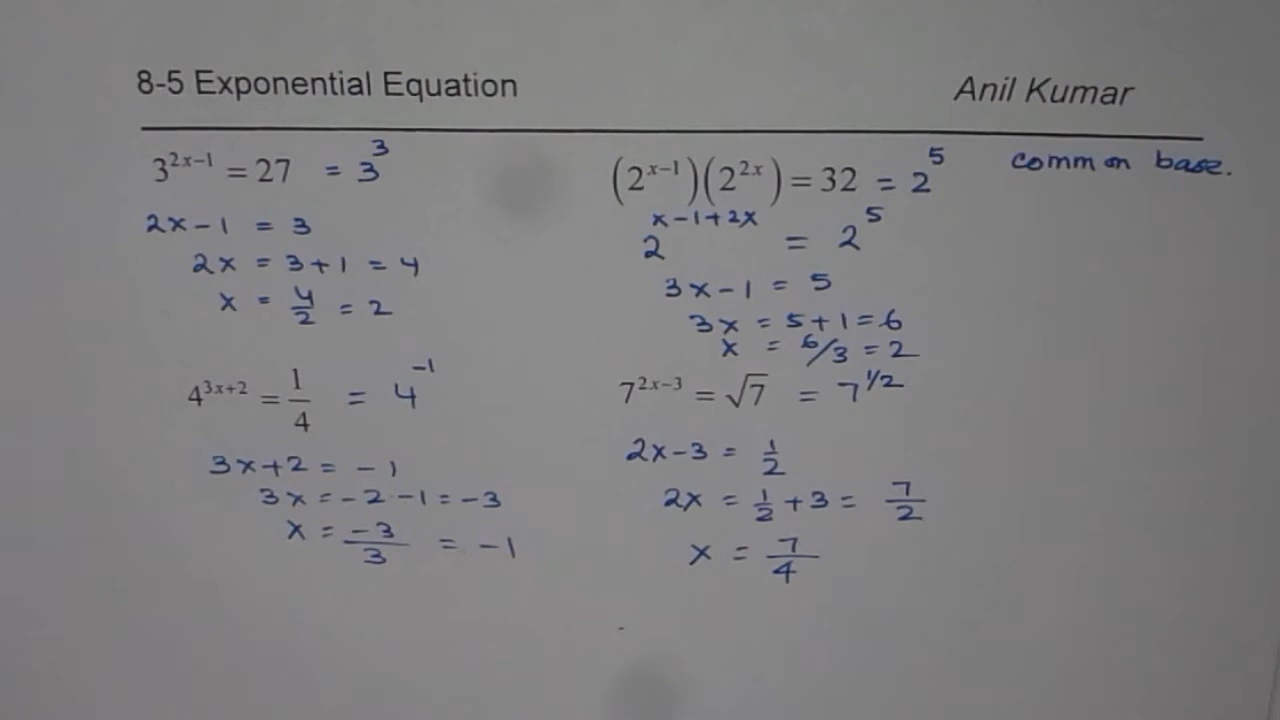 8-5 Exponential Equation Anil Kumar
3^{2x-1} = 27 = 3^3
2x - 1 = 3
2x = 3 + 1 = 4
x = 4/2 = 2
(2^{x-1})(2^{2x}) = 32 = 2^5 common base.
2^{x-1+2x} = 2^5
3x - 1 = 5
3x = 5 + 1 = 6
x = 6/3 = 2
4^{3x+2} = 1/4 = 4^{-1}
3x + 2 = -1
3x = -2 - 1 = -3
x = -3/3 = -1
7^{2x-3} = √7 = 7^{1/2}
2x - 3 = 1/2
2x = 1/2 + 3 = 7/2
x = 7/4